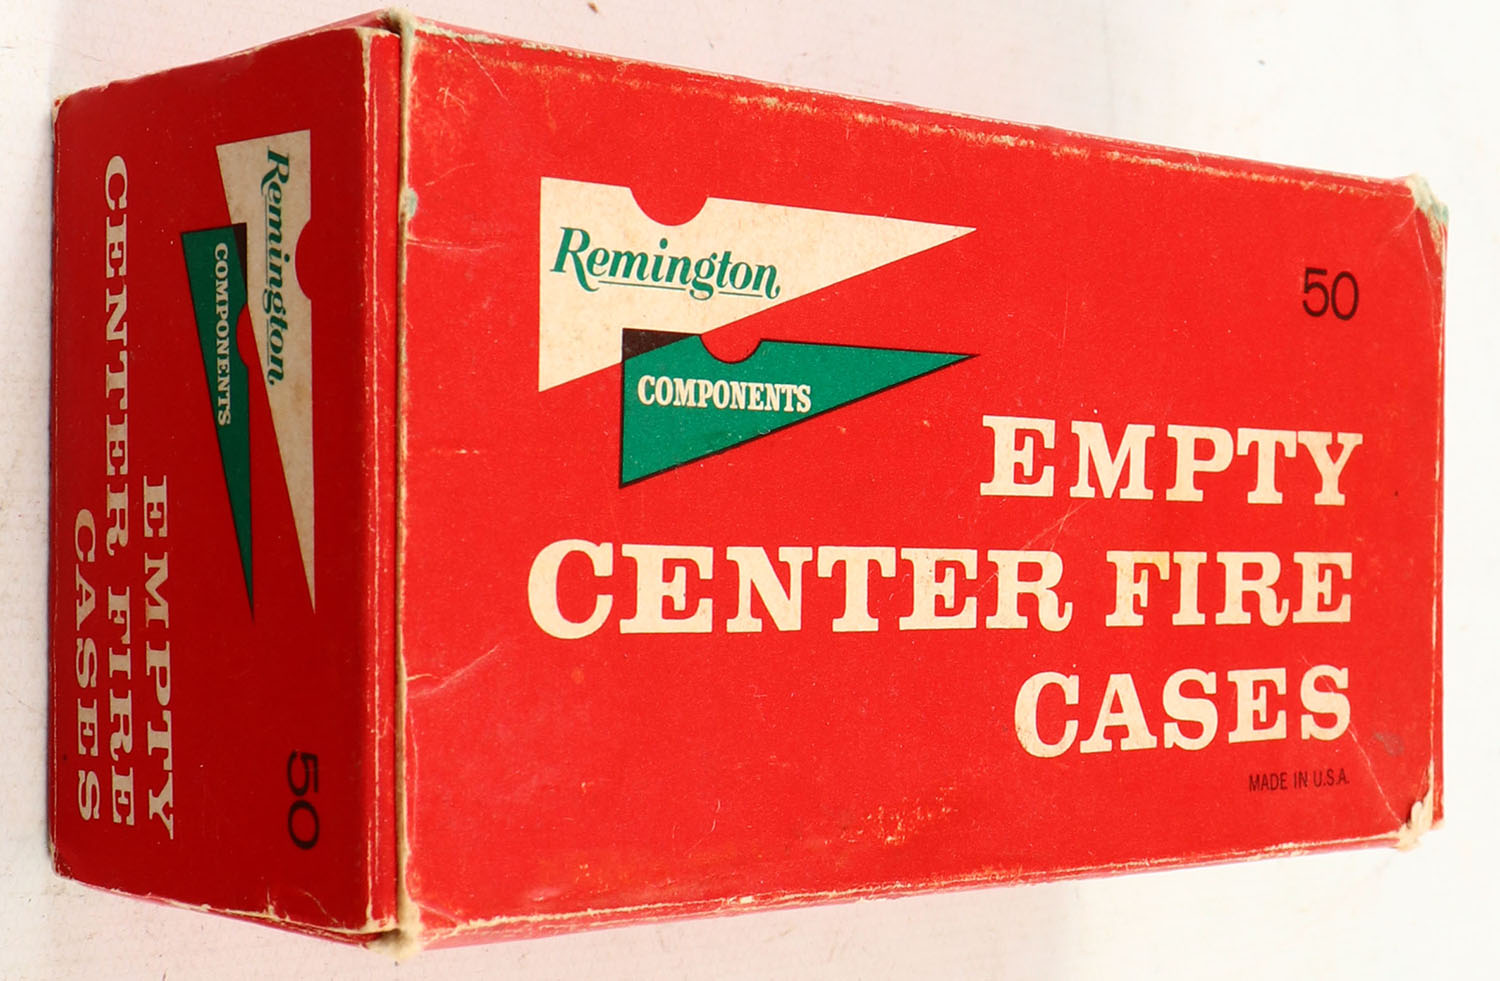 Remington
COMPONENTS
50
EMPTY
CENTER FIRE
CASES
MADE IN U.S.A.
Remington
COMPONENTS
EMPTY
CENTER FIRE
CASES
50